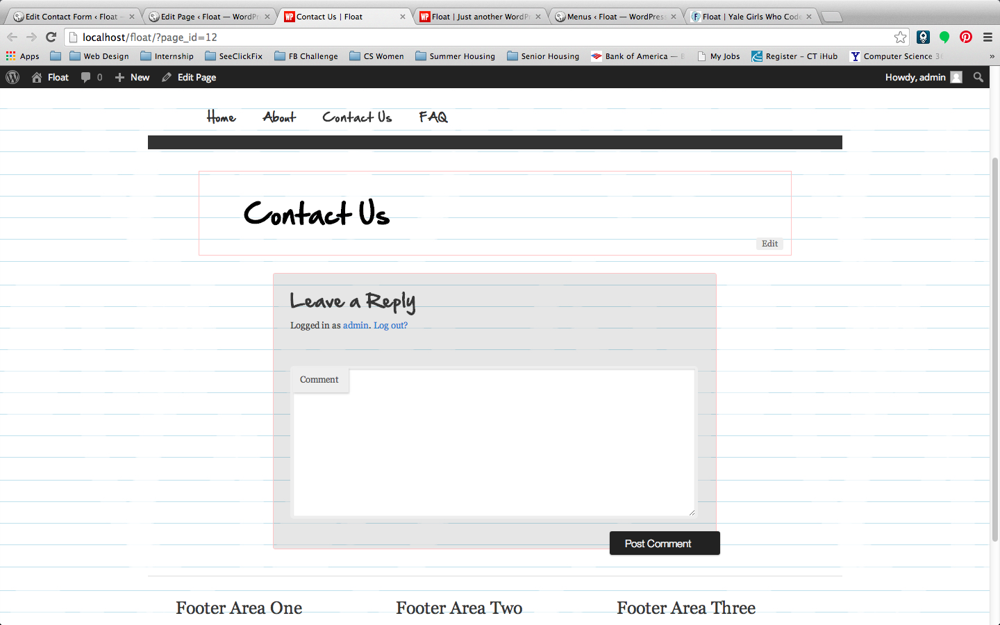 Edit Contact Form ‹ Float — Edit Page ‹ Float — WordPr Contact Us | Float Float | Just another WordP Menus ‹ Float — WordPress Float | Yale Girls Who Code
localhost/float/?page_id=12
Apps Web Design Internship SeeClickFix FB Challenge CS Women Summer Housing Senior Housing Bank of America — My Jobs Register – CT iHub Computer Science 36 »
Float 0 New Edit Page Howdy, admin
Home About Contact Us FAQ
Contact Us
Edit
Leave a Reply
Logged in as admin. Log out?
Comment
Post Comment
Footer Area One Footer Area Two Footer Area Three